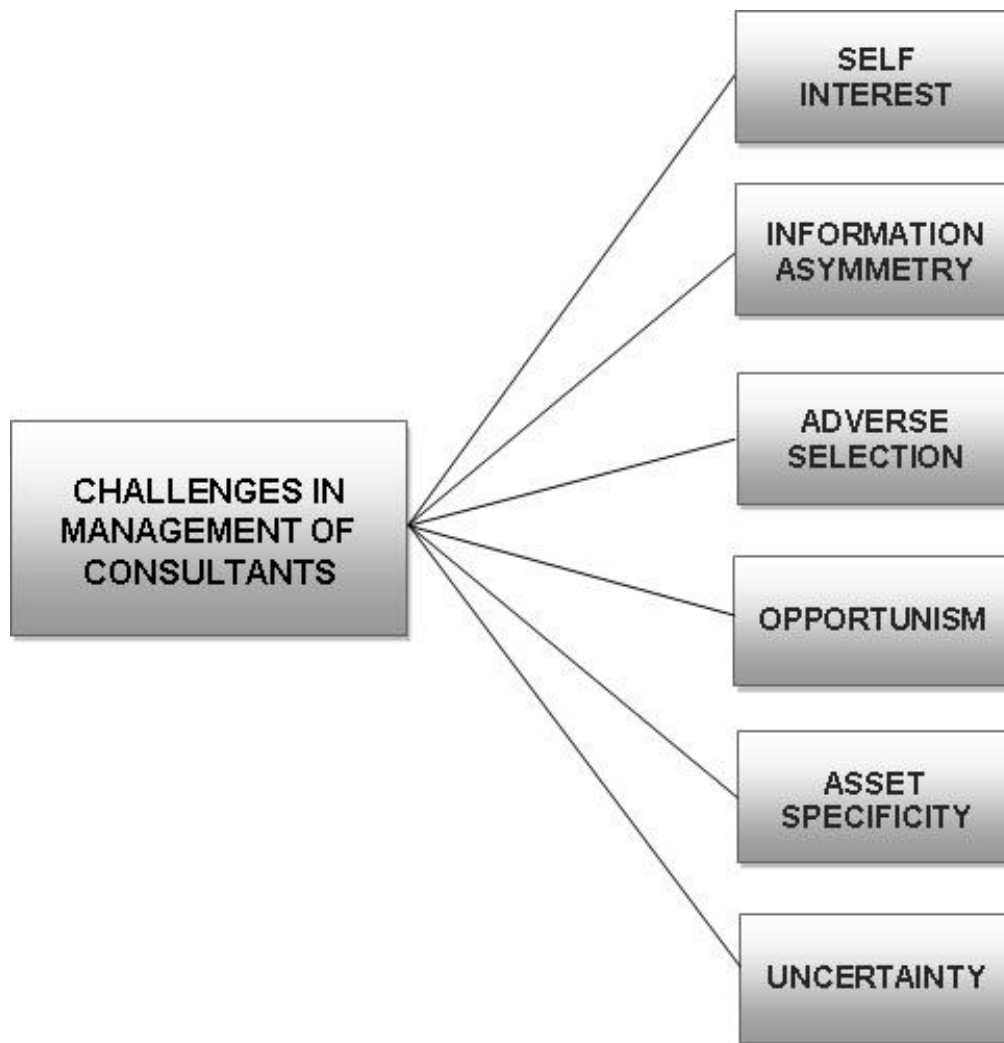 SELF
INTEREST
INFORMATION
ASYMMETRY
ADVERSE
SELECTION
CHALLENGES IN
MANAGEMENT OF
CONSULTANTS
OPPORTUNISM
ASSET
SPECIFICITY
UNCERTAINTY